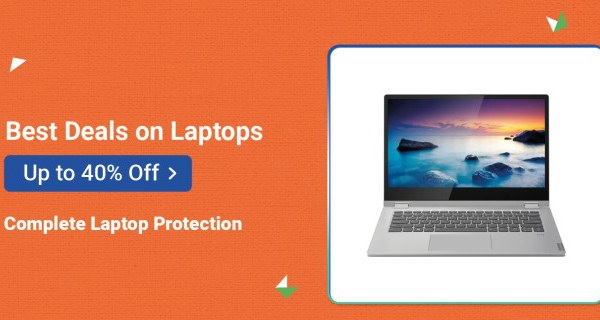 Best Deals on Laptops
Up to 40% Off >
Complete Laptop Protection